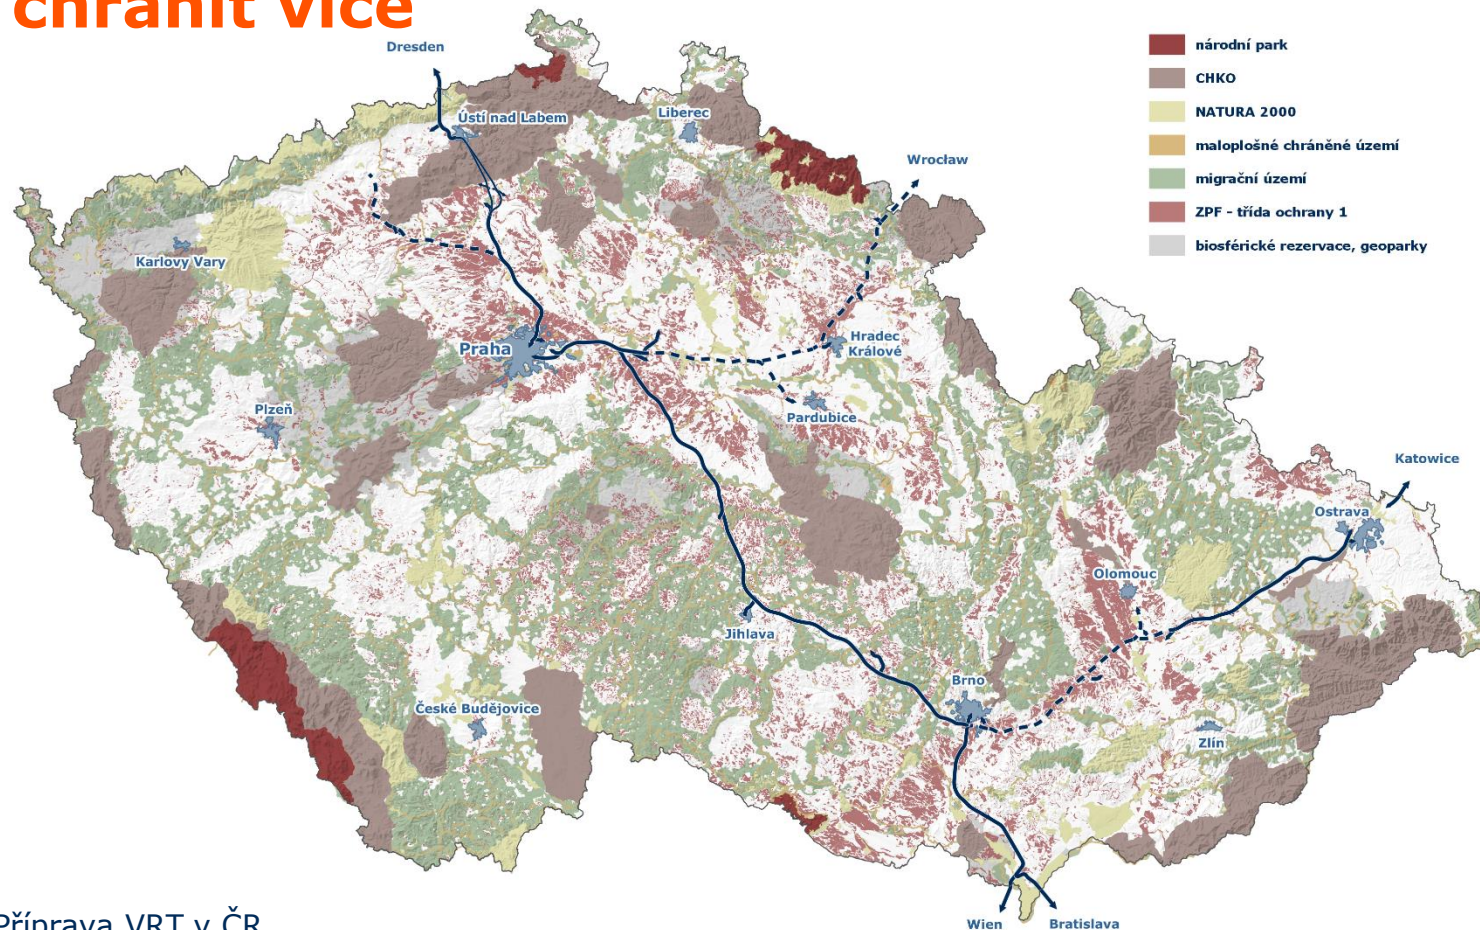 chránit více
Dresden
národní park
CHKO
NATURA 2000
maloplošné chráněné území
migrační území
ZPF - třída ochrany 1
biosférické rezervace, geoparky
Ústí nad Labem
Liberec
Wrocław
Karlovy Vary
Praha
Hradec
Králové
Plzeň
Pardubice
Katowice
Ostrava
Olomouc
Jihlava
Brno
České Budějovice
Zlín
Wien
Bratislava
Příprava VRT v ČR